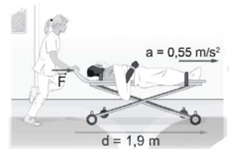 a = 0,55 m/s²
F
d = 1,9 m